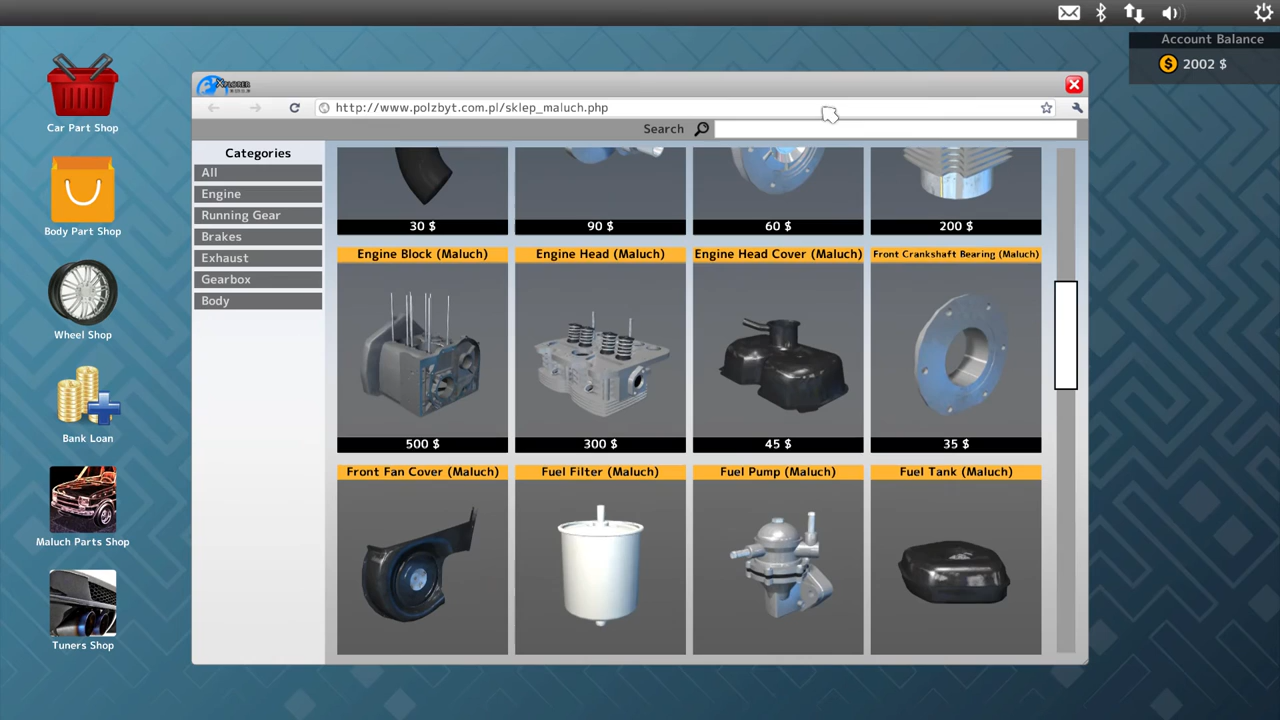 Account Balance
2002 $
XPLORER
http://www.polzbyt.com.pl/sklep_maluch.php
Search
Car Part Shop
Body Part Shop
Wheel Shop
Bank Loan
Maluch Parts Shop
Tuners Shop
Categories
All
Engine
Running Gear
Brakes
Exhaust
Gearbox
Body
30 $
90 $
60 $
200 $
Engine Block (Maluch)
Engine Head (Maluch)
Engine Head Cover (Maluch)
Front Crankshaft Bearing (Maluch)
500 $
300 $
45 $
35 $
Front Fan Cover (Maluch)
Fuel Filter (Maluch)
Fuel Pump (Maluch)
Fuel Tank (Maluch)